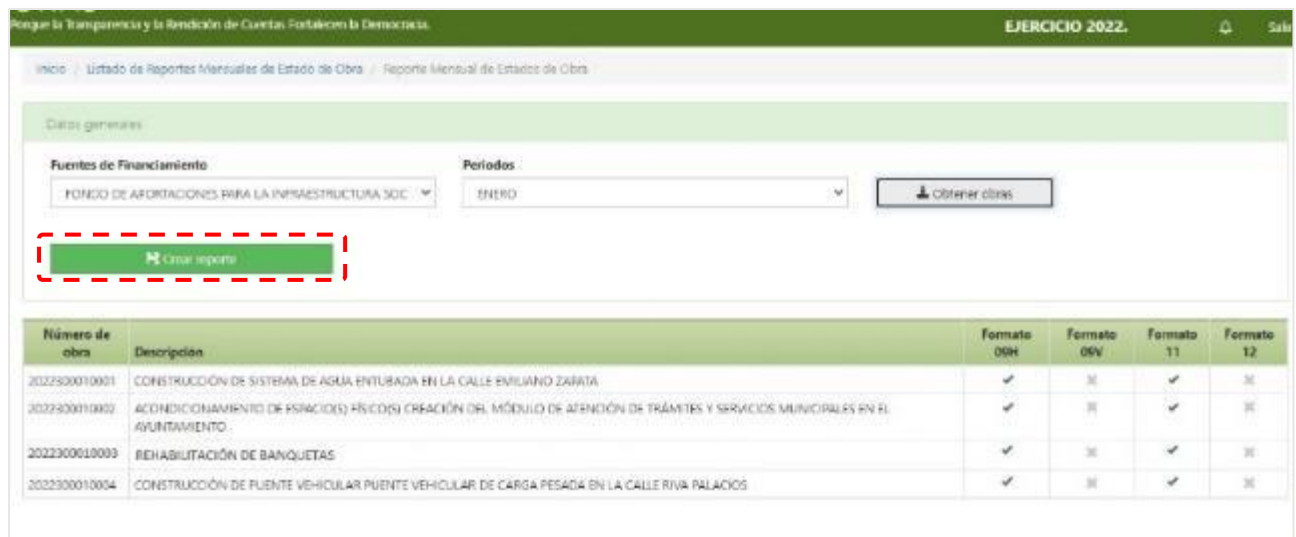 Porque la Transparencia y la Rendición de Cuentas Fortalecen la Democracia.
EJERCICIO 2022.
Salir
Inicio / Listado de Reportes Mensuales de Estado de Obra / Reporte Mensual de Estados de Obra
Datos generales
Fuentes de Financiamiento Periodos
FONDO DE APORTACIONES PARA LA INFRAESTRUCTURA SOC ENERO Obtener obras
Crear reporte
Número de obra Descripción Formato 09H Formato 09V Formato 11 Formato 12
2022300010001 CONSTRUCCIÓN DE SISTEMA DE AGUA ENTUBADA EN LA CALLE EMILIANO ZAPATA
2022300010002 ACONDICIONAMIENTO DE ESPACIO(S) FÍSICO(S) CREACIÓN DEL MÓDULO DE ATENCIÓN DE TRÁMITES Y SERVICIOS MUNICIPALES EN EL
AYUNTAMIENTO
2022300010003 REHABILITACIÓN DE BANQUETAS
2022300010004 CONSTRUCCIÓN DE PUENTE VEHICULAR PUENTE VEHICULAR DE CARGA PESADA EN LA CALLE RIVA PALACIOS